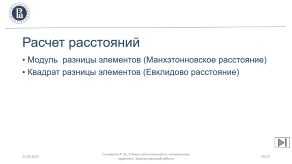 Расчет расстояний
• Модуль разницы элементов (Манхэтонновское расстояние)
• Квадрат разницы элементов (Евклидово расстояние)